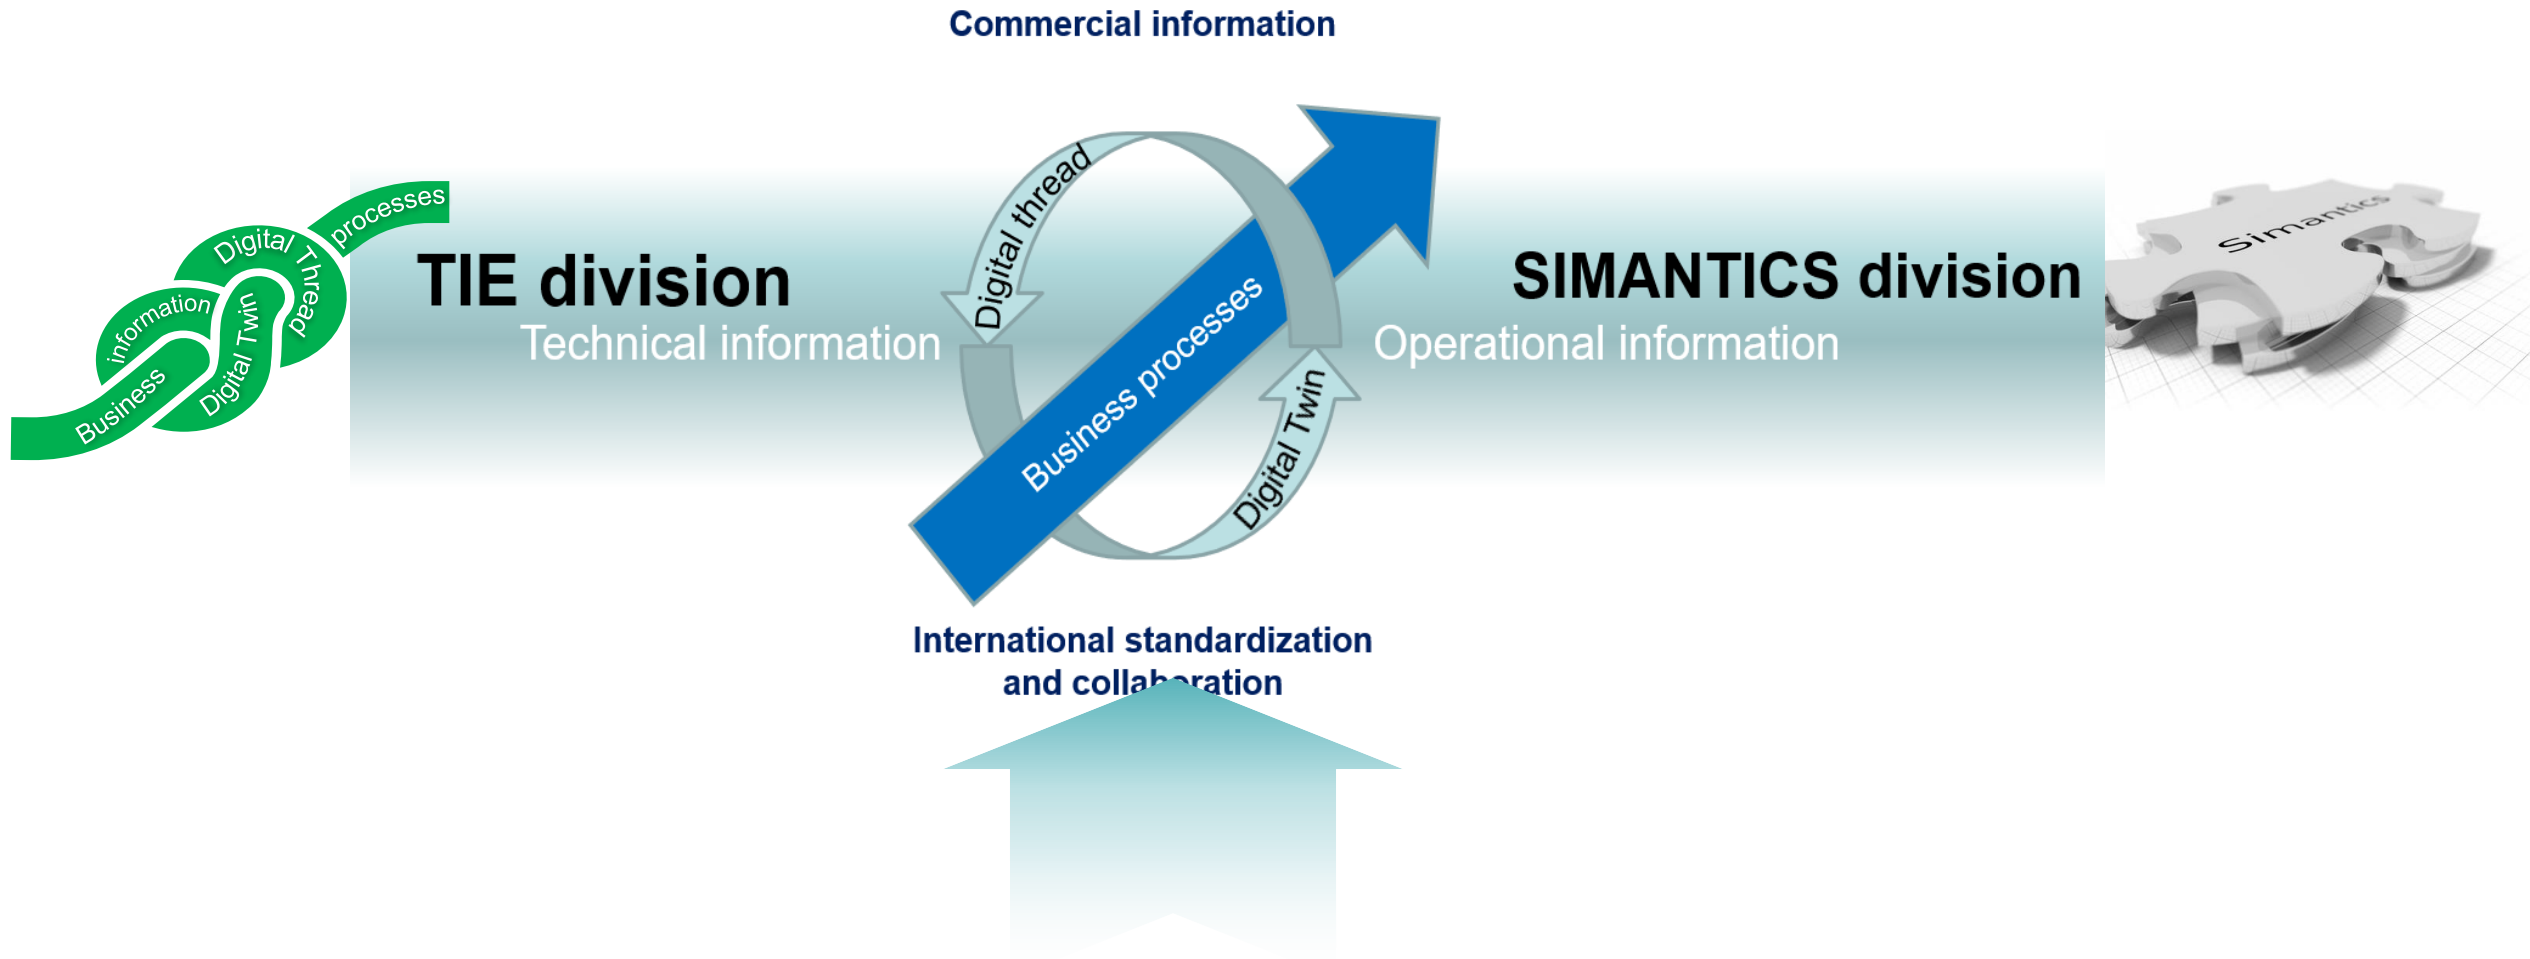 Commercial information
processes
Digital Thread
information
Digital Twin
Business
TIE division
Technical information
Digital thread
Business processes
Digital Twin
SIMANTICS division
Operational information
Simantics
International standardization
and collaboration